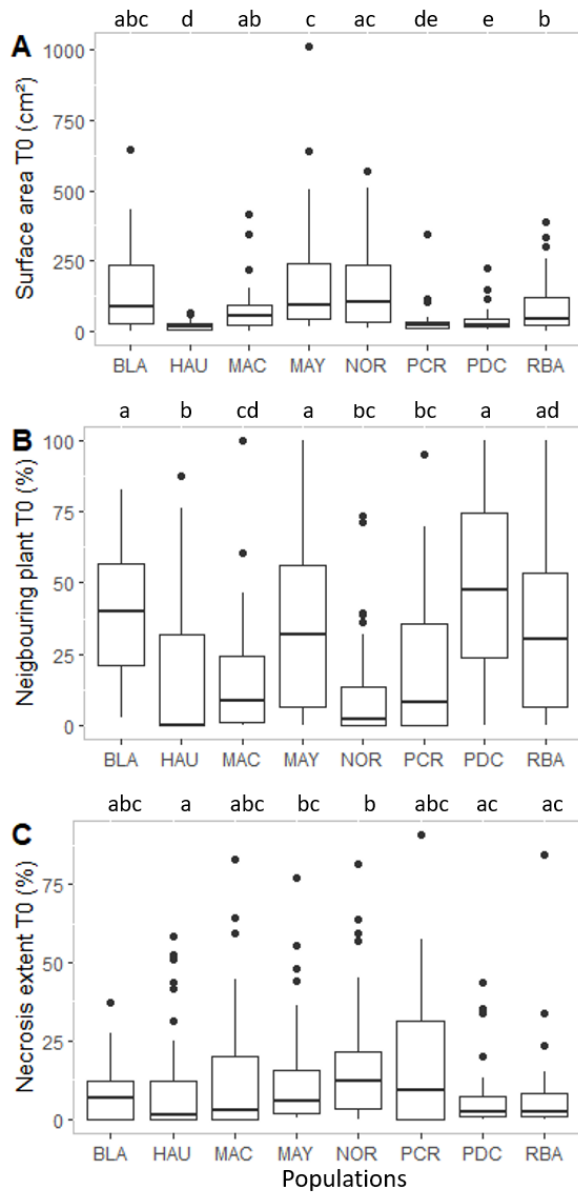 abc d ab c ac de e b
A
Surface area T0 (cm²)
1000
750
500
250
0
BLA HAU MAC MAY NOR PCR PDC RBA
a b cd a bc bc a ad
B
Neigbouring plant T0 (%)
100
75
50
25
0
BLA HAU MAC MAY NOR PCR PDC RBA
abc a abc bc b abc ac ac
C
Necrosis extent T0 (%)
75
50
25
0
BLA HAU MAC MAY NOR PCR PDC RBA
Populations